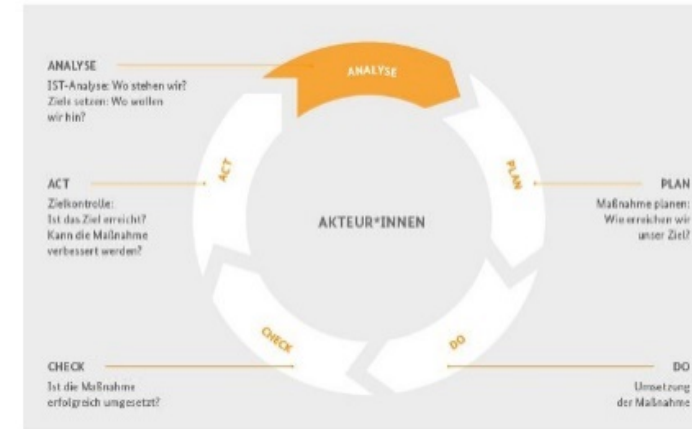 ANALYSE
IST-Analyse: Wo stehen wir?
Ziele setzen: Wo wollen
wir hin?
ANALYSE
ACT
Zielkontrolle:
Ist das Ziel erreicht?
Kann die Maßnahme
verbessert werden?
ACT
AKTEUR*INNEN
PLAN
PLAN
Maßnahme planen:
Wie erreichen wir
unser Ziel?
CHECK
Ist die Maßnahme
erfolgreich umgesetzt?
CHECK
DO
DO
Umsetzung
der Maßnahme